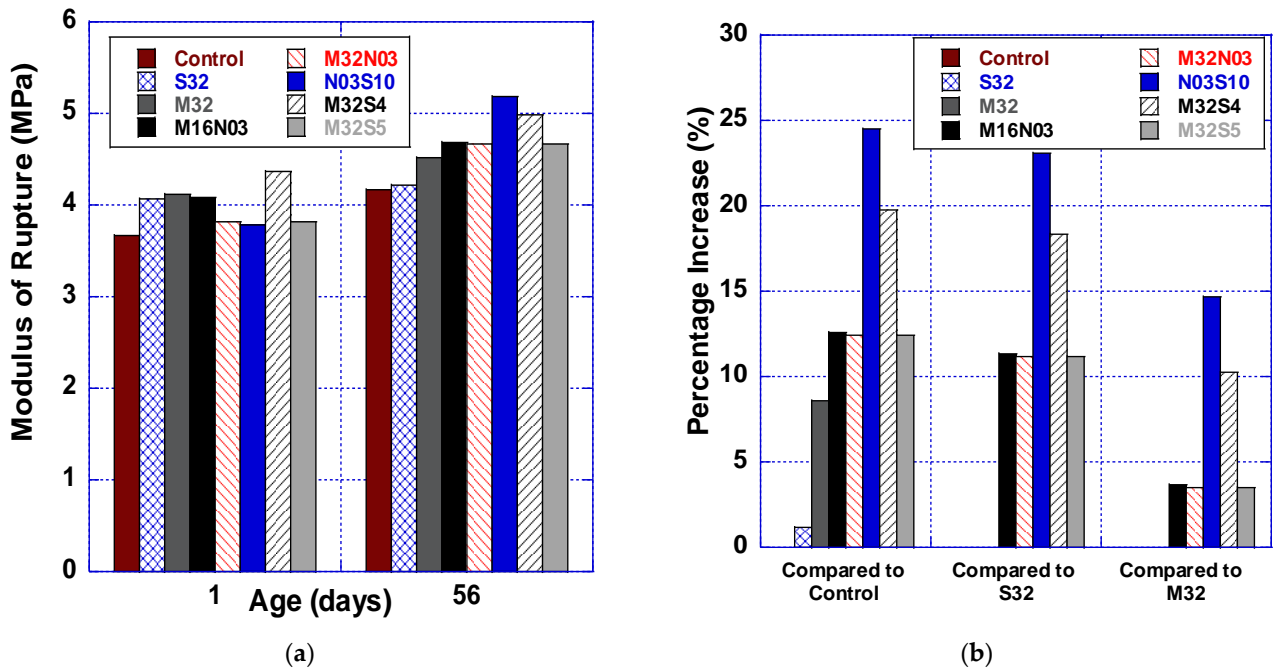 Modulus of Rupture (MPa)
6
5
4
3
2
1
0
Control
S32
M32
M16N03
M32N03
N03S10
M32S4
M32S5
1 Age (days) 56
(a)
Percentage Increase (%)
30
25
20
15
10
5
0
Control
S32
M32
M16N03
M32N03
N03S10
M32S4
M32S5
Compared to
Control
Compared to
S32
Compared to
M32
(b)